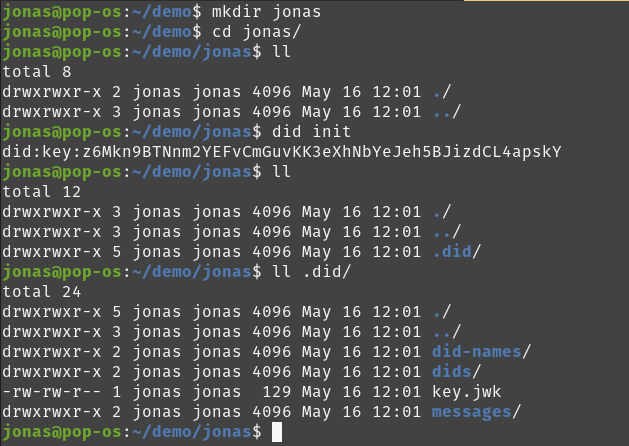 jonas@pop-os:~/demo$ mkdir jonas
jonas@pop-os:~/demo$ cd jonas/
jonas@pop-os:~/demo/jonas$ ll
total 8
drwxrwxr-x 2 jonas jonas 4096 May 16 12:01 ./
drwxrwxr-x 3 jonas jonas 4096 May 16 12:01 ../
jonas@pop-os:~/demo/jonas$ did init
did:key:z6Mkn9BTNnm2YEFvCmGuvKK3eXhNbYeJeh5BJizdCL4apskY
jonas@pop-os:~/demo/jonas$ ll
total 12
drwxrwxr-x 3 jonas jonas 4096 May 16 12:01 ./
drwxrwxr-x 3 jonas jonas 4096 May 16 12:01 ../
drwxrwxr-x 5 jonas jonas 4096 May 16 12:01 .did/
jonas@pop-os:~/demo/jonas$ ll .did/
total 24
drwxrwxr-x 5 jonas jonas 4096 May 16 12:01 ./
drwxrwxr-x 3 jonas jonas 4096 May 16 12:01 ../
drwxrwxr-x 2 jonas jonas 4096 May 16 12:01 did-names/
drwxrwxr-x 2 jonas jonas 4096 May 16 12:01 dids/
-rw-rw-r-- 1 jonas jonas  129 May 16 12:01 key.jwk
drwxrwxr-x 2 jonas jonas 4096 May 16 12:01 messages/
jonas@pop-os:~/demo/jonas$